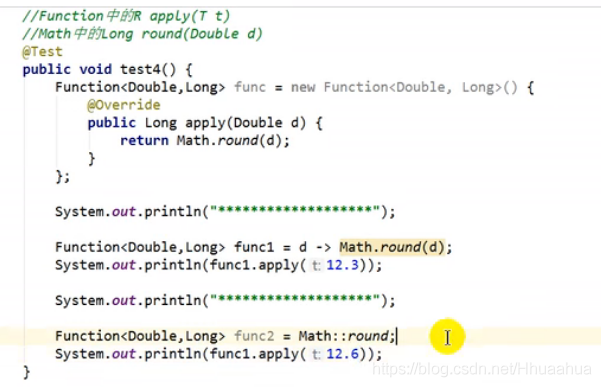 //Function中的R apply(T t)
//Math中的Long round(Double d)
@Test
public void test4() {
    Function<Double,Long> func = new Function<Double, Long>() {
        @Override
        public Long apply(Double d) {
            return Math.round(d);
        }
    };
    System.out.println("*******************");
    Function<Double,Long> func1 = d -> Math.round(d);
    System.out.println(func1.apply( t: 12.3));
    System.out.println("*******************");
    Function<Double,Long> func2 = Math::round;
    System.out.println(func1.apply( t: 12.6));
}
https://blog.csdn.net/Hhuaahua